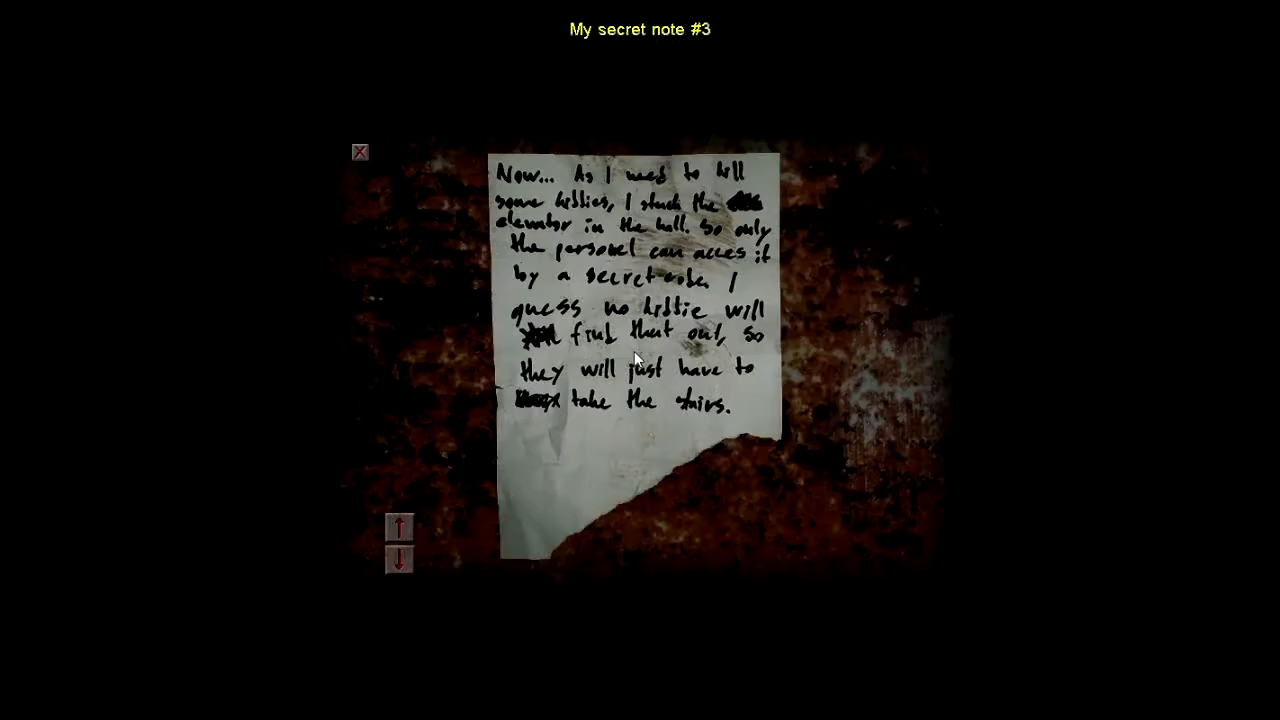 My secret note #3
Now... As I need to kill
some kiddies, I stuck the
elevator in the hall. So only
the personel can acces it
by a secret code. I
guess no kiddie will
find that out, so
they will just have to
take the stairs.